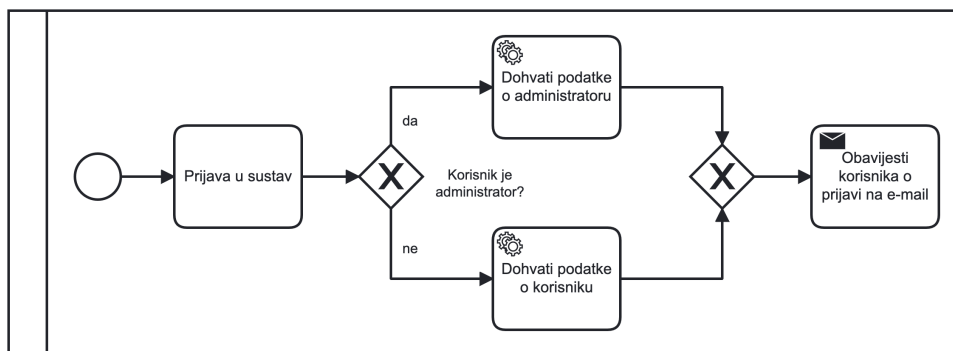 Prijava u sustav
da
Korisnik je
administrator?
ne
Dohvati podatke
o administratoru
Dohvati podatke
o korisniku
Obavijesti
korisnika o
prijavi na e-mail